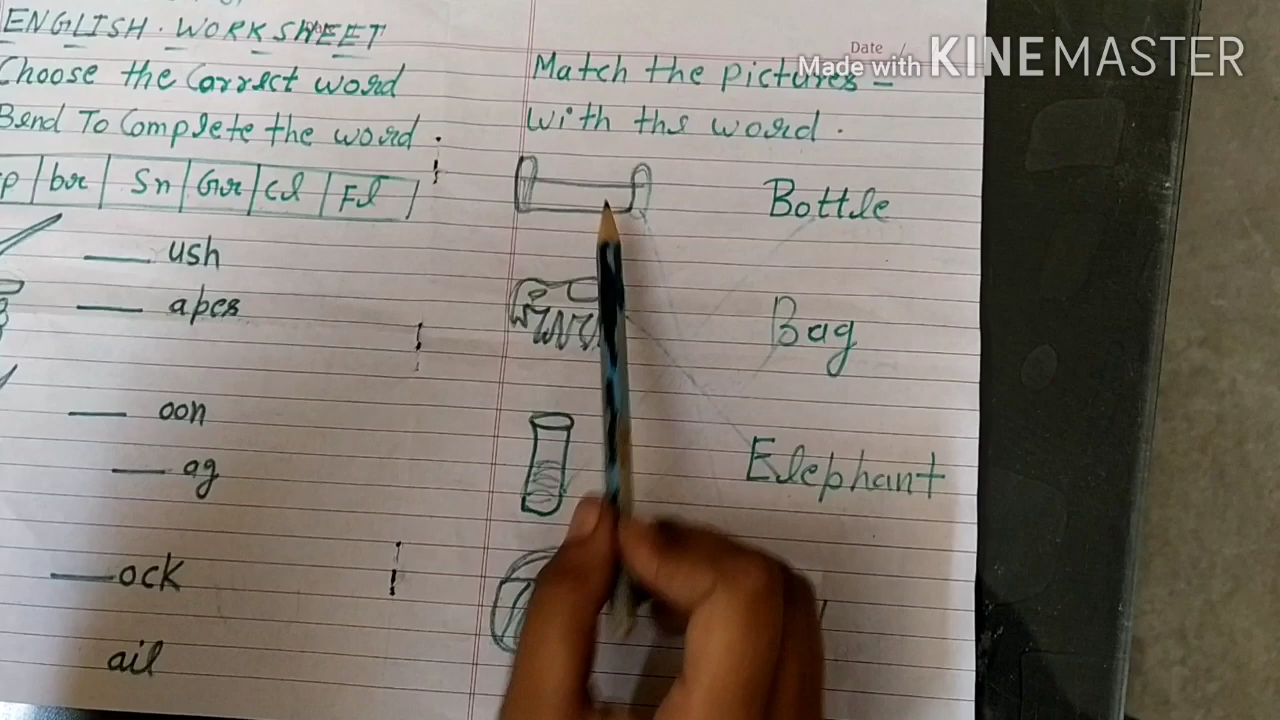 ENGLISH. WORKSHEET
Choose the Correct word
Blend To Complete the word.
p | br | Sn | Gr | Cl | Fl
ush
apes
oon
ag
ock
ail
Date
Made with KINEMASTER
Match the pictures -
with the word.
Bottle
Bag
Elephant